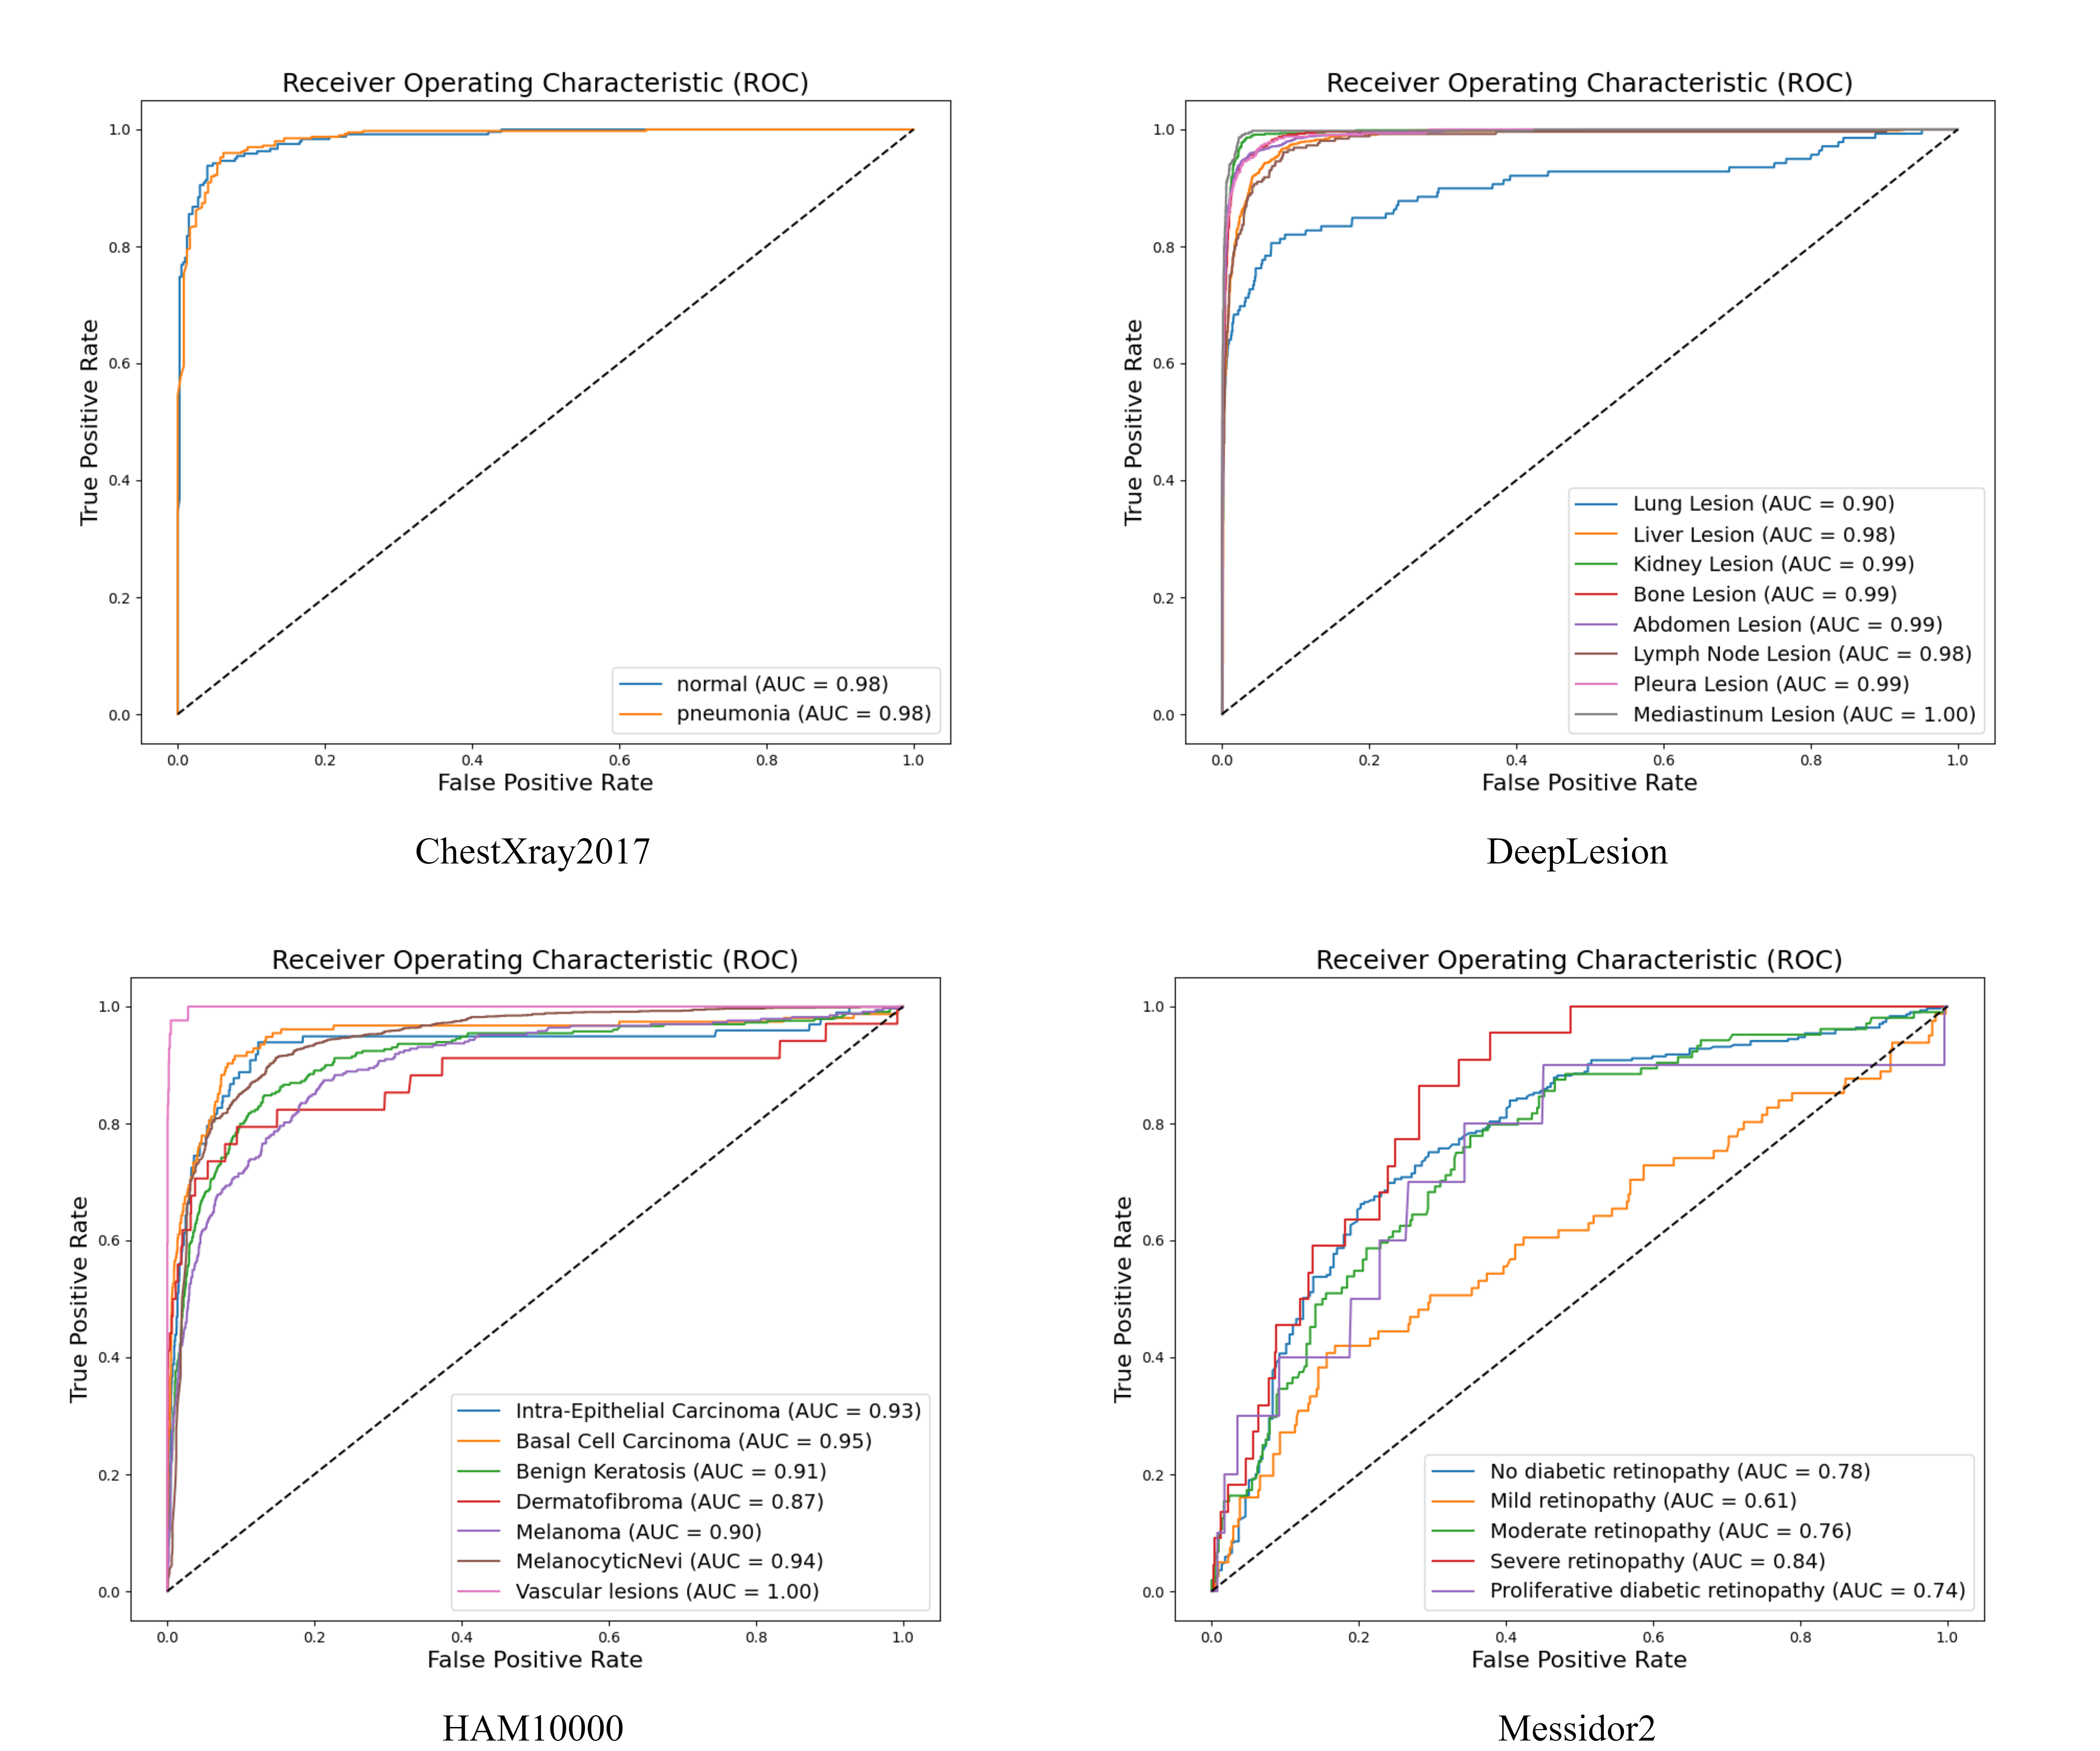 Receiver Operating Characteristic (ROC)
True Positive Rate
1.0
0.8
0.6
0.4
0.2
0.0
normal (AUC = 0.98)
pneumonia (AUC = 0.98)
0.0 0.2 0.4 0.6 0.8 1.0
False Positive Rate
ChestXray2017
Receiver Operating Characteristic (ROC)
True Positive Rate
1.0
0.8
0.6
0.4
0.2
0.0
Lung Lesion (AUC = 0.90)
Liver Lesion (AUC = 0.98)
Kidney Lesion (AUC = 0.99)
Bone Lesion (AUC = 0.99)
Abdomen Lesion (AUC = 0.99)
Lymph Node Lesion (AUC = 0.98)
Pleura Lesion (AUC = 0.99)
Mediastinum Lesion (AUC = 1.00)
0.0 0.2 0.4 0.6 0.8 1.0
False Positive Rate
DeepLesion
Receiver Operating Characteristic (ROC)
True Positive Rate
1.0
0.8
0.6
0.4
0.2
0.0
Intra-Epithelial Carcinoma (AUC = 0.93)
Basal Cell Carcinoma (AUC = 0.95)
Benign Keratosis (AUC = 0.91)
Dermatofibroma (AUC = 0.87)
Melanoma (AUC = 0.90)
MelanocyticNevi (AUC = 0.94)
Vascular lesions (AUC = 1.00)
0.0 0.2 0.4 0.6 0.8 1.0
False Positive Rate
HAM10000
Receiver Operating Characteristic (ROC)
True Positive Rate
1.0
0.8
0.6
0.4
0.2
0.0
No diabetic retinopathy (AUC = 0.78)
Mild retinopathy (AUC = 0.61)
Moderate retinopathy (AUC = 0.76)
Severe retinopathy (AUC = 0.84)
Proliferative diabetic retinopathy (AUC = 0.74)
0.0 0.2 0.4 0.6 0.8 1.0
False Positive Rate
Messidor2